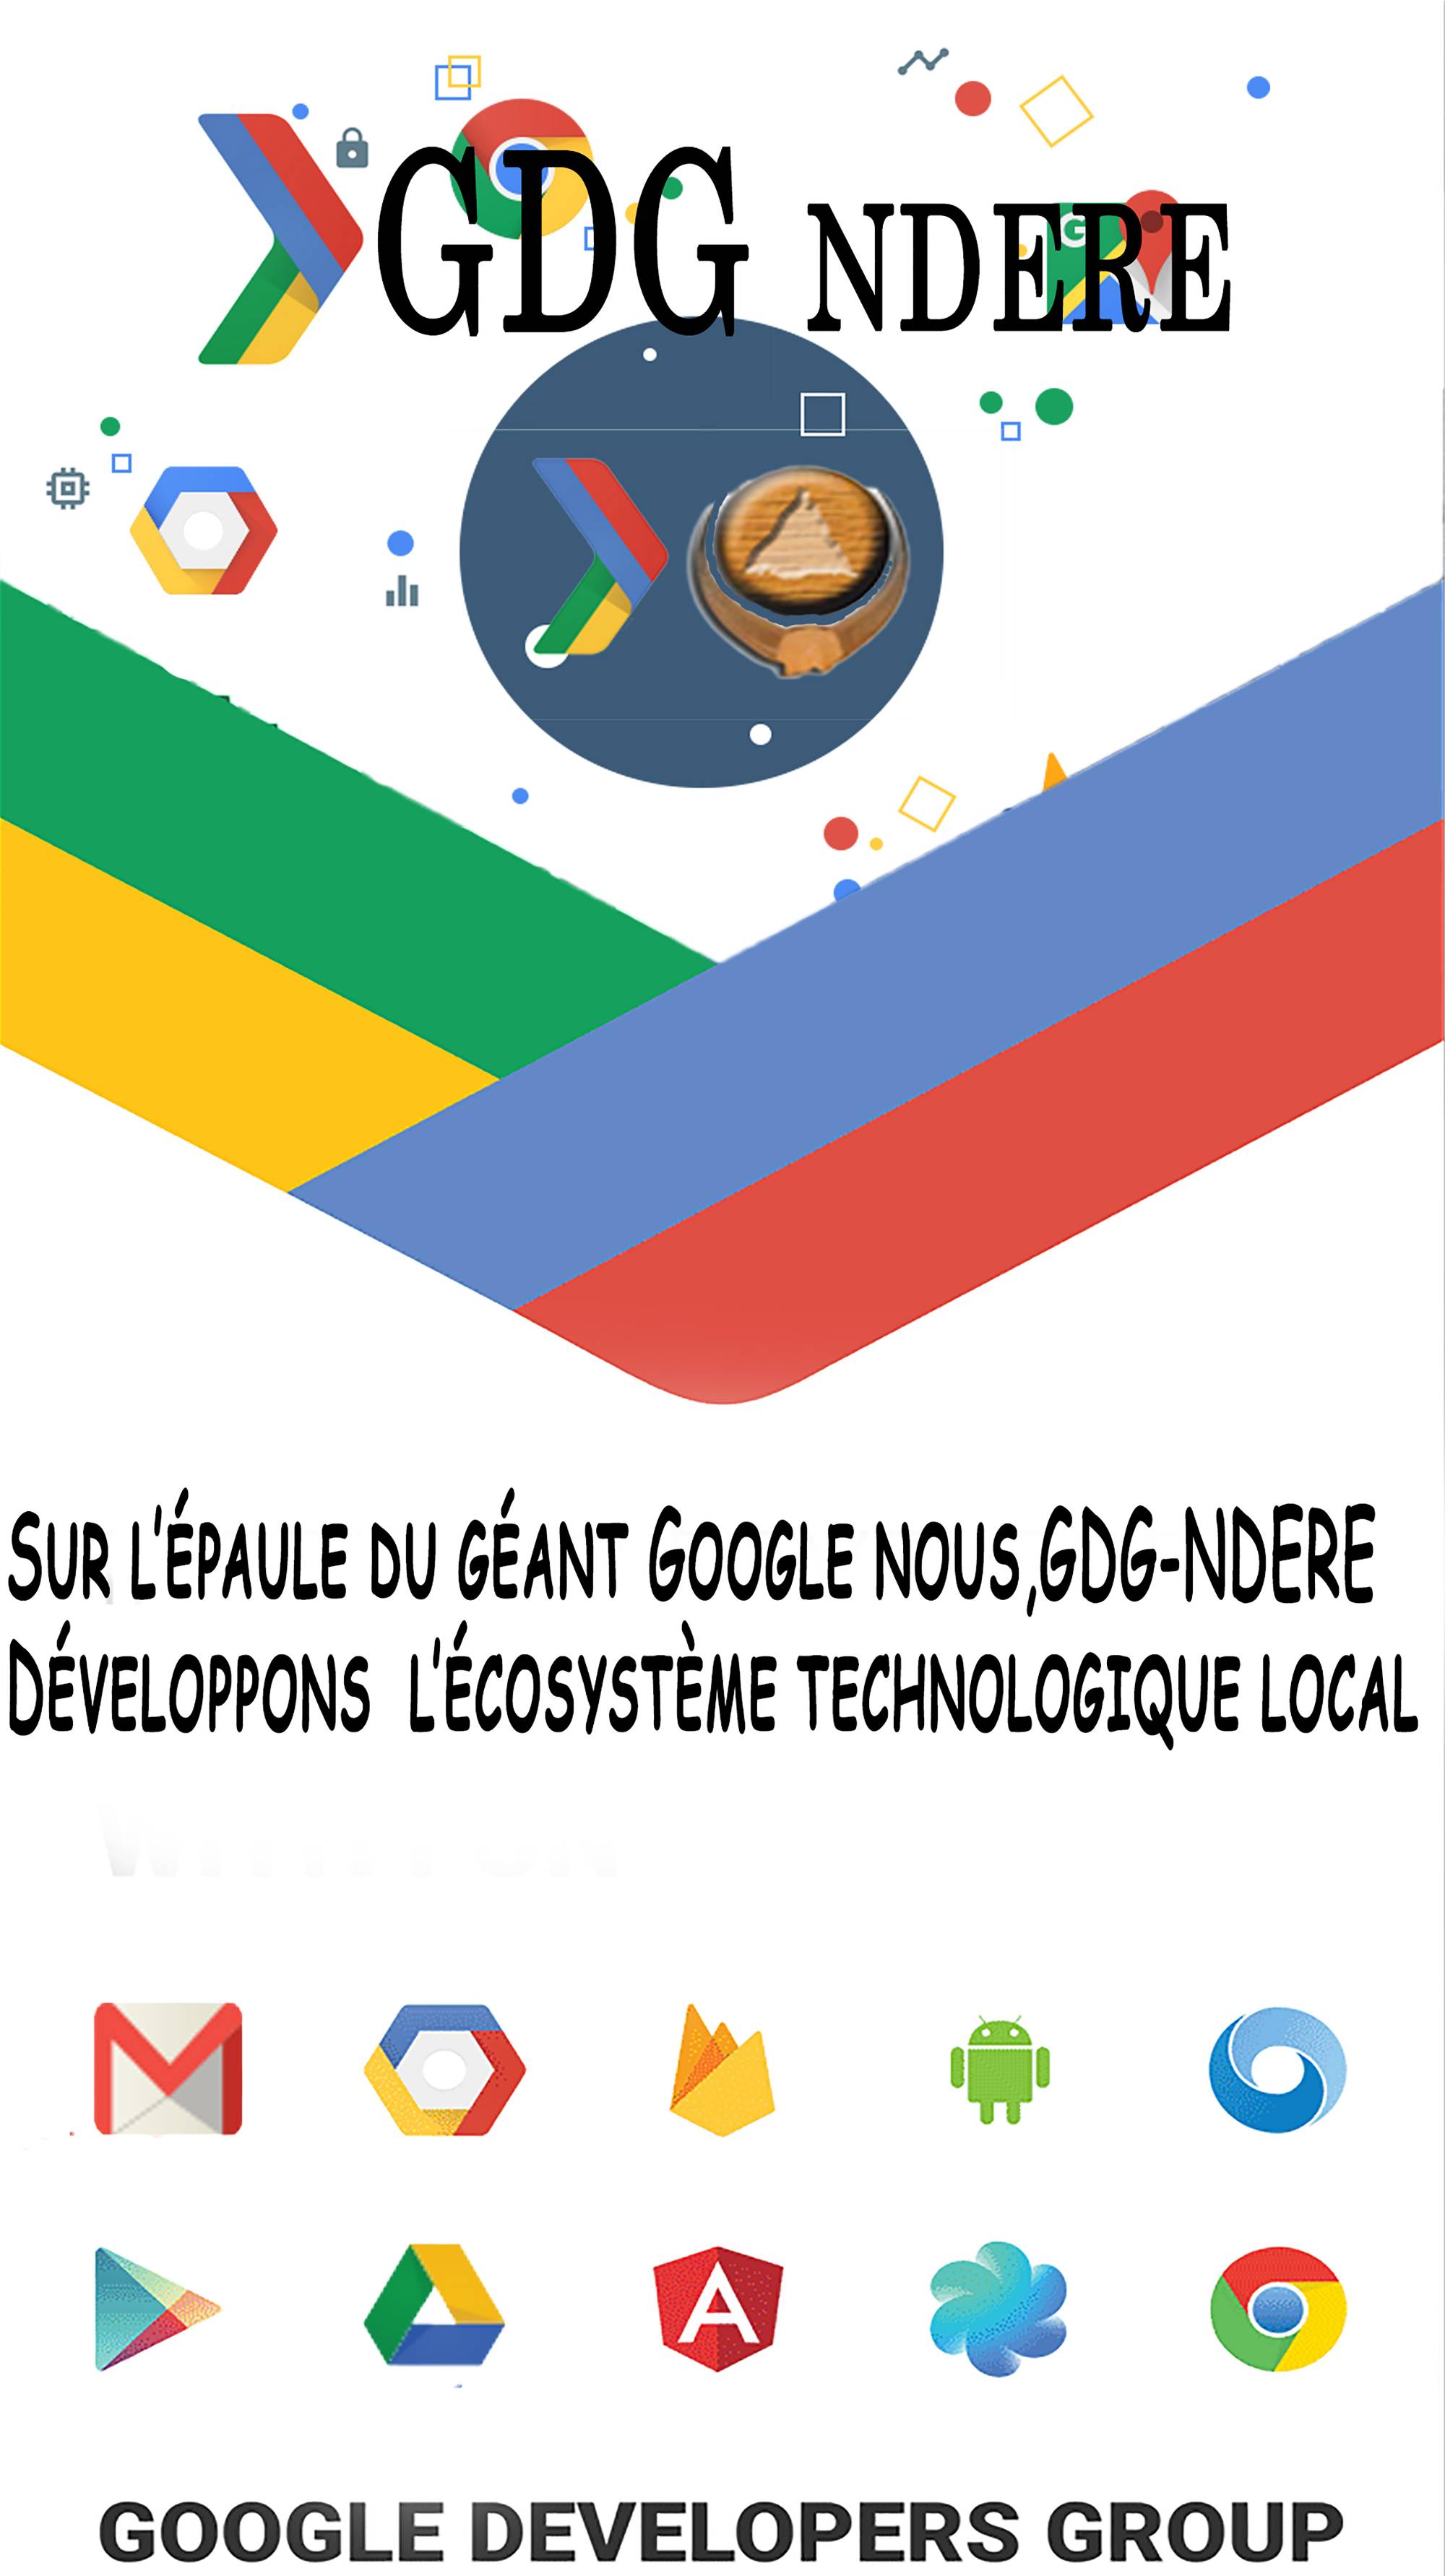 GDG NDERE
SUR L'ÉPAULE DU GÉANT GOOGLE NOUS,GDG-NDERE
DÉVELOPPONS L'ÉCOSYSTÈME TECHNOLOGIQUE LOCAL
GOOGLE DEVELOPERS GROUP